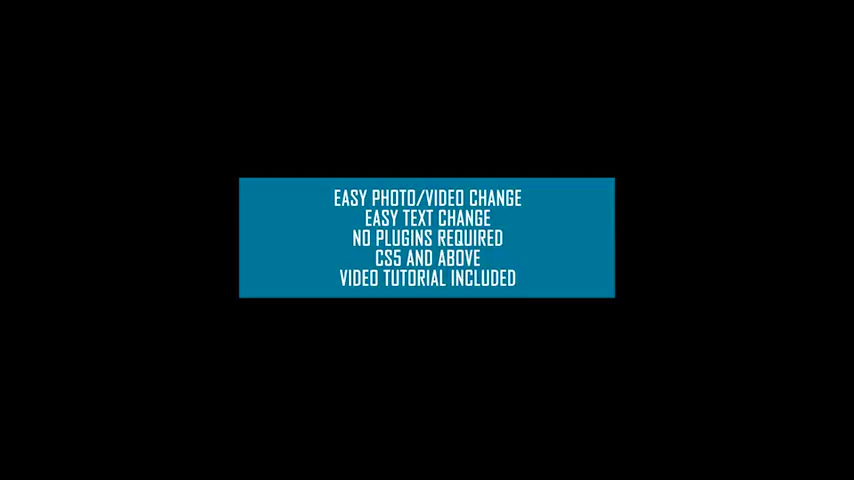 EASY PHOTO/VIDEO CHANGE
EASY TEXT CHANGE
NO PLUGINS REQUIRED
CS5 AND ABOVE
VIDEO TUTORIAL INCLUDED